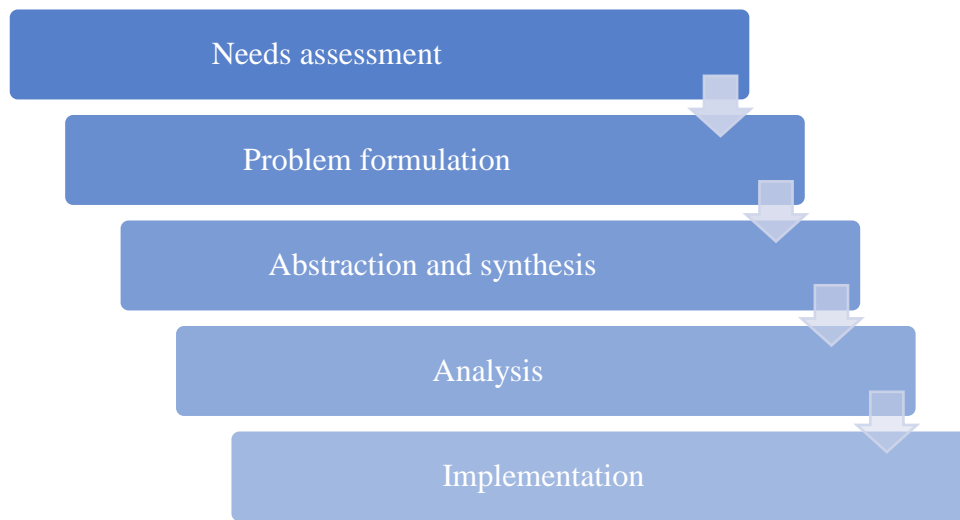 Needs assessment
Problem formulation
Abstraction and synthesis
Analysis
Implementation